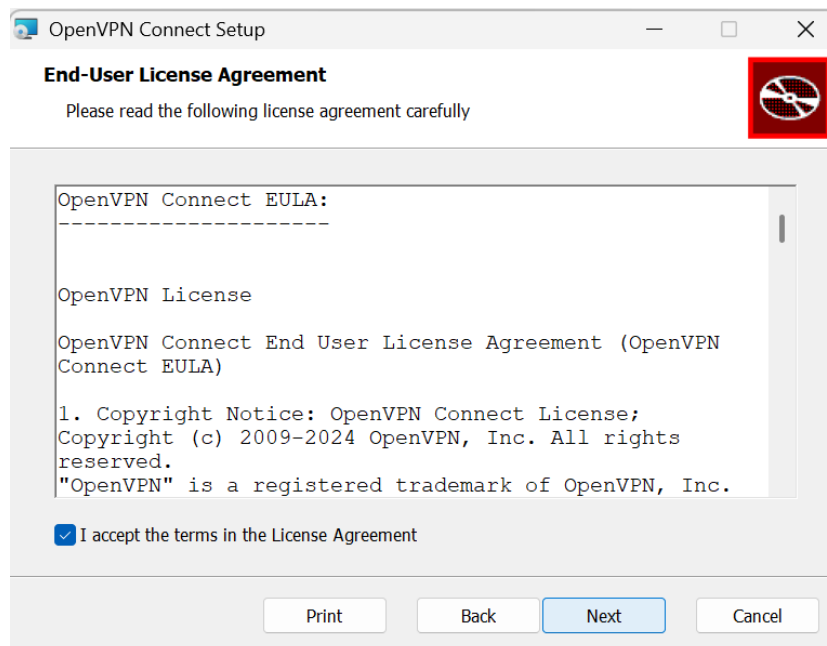 OpenVPN Connect Setup
End-User License Agreement
Please read the following license agreement carefully
OpenVPN Connect EULA:
---------------------
OpenVPN License
OpenVPN Connect End User License Agreement (OpenVPN
Connect EULA)
1. Copyright Notice: OpenVPN Connect License;
Copyright (c) 2009-2024 OpenVPN, Inc. All rights
reserved.
"OpenVPN" is a registered trademark of OpenVPN, Inc.
I accept the terms in the License Agreement
Print Back Next Cancel